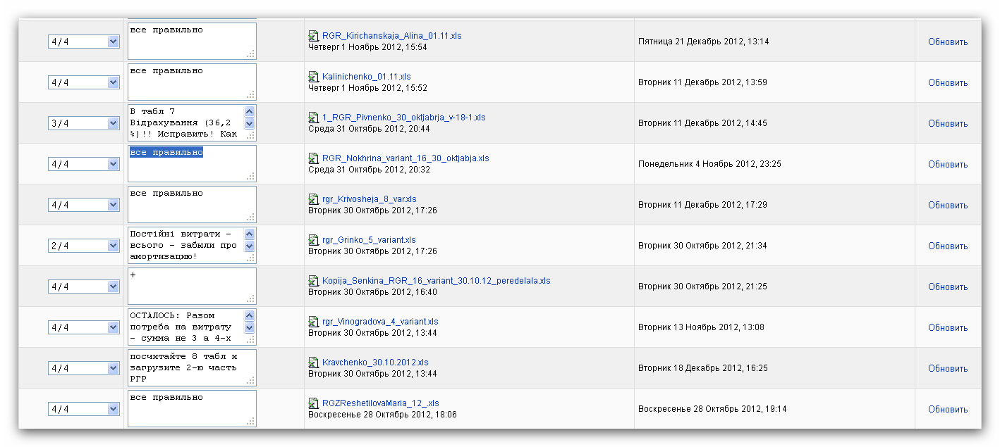 4 / 4
все правильно
RGR_Kirichanskaja_Alina_01.11.xls
Четверг 1 Ноябрь 2012, 15:54
Пятница 21 Декабрь 2012, 13:14
Обновить
4 / 4
все правильно
Kalinichenko_01.11.xls
Четверг 1 Ноябрь 2012, 15:52
Вторник 11 Декабрь 2012, 13:59
Обновить
3 / 4
В табл 7
Відрахування (36,2
%)!! Исправить! Как
1_RGR_Pivnenko_30_oktjabrja_v-18-1.xls
Среда 31 Октябрь 2012, 20:44
Вторник 11 Декабрь 2012, 14:45
Обновить
4 / 4
все правильно
RGR_Nokhrina_variant_16_30_oktjabja.xls
Среда 31 Октябрь 2012, 20:32
Понедельник 4 Ноябрь 2012, 23:25
Обновить
4 / 4
все правильно
rgr_Krivosheja_8_var.xls
Вторник 30 Октябрь 2012, 17:26
Вторник 11 Декабрь 2012, 17:29
Обновить
2 / 4
Постійні витрати -
всього - забыли про
амортизацию!
rgr_Grinko_5_variant.xls
Вторник 30 Октябрь 2012, 17:26
Вторник 30 Октябрь 2012, 21:34
Обновить
4 / 4
+
Kopija_Senkina_RGR_16_variant_30.10.12_peredelala.xls
Вторник 30 Октябрь 2012, 16:40
Вторник 30 Октябрь 2012, 21:25
Обновить
4 / 4
ОСТАЛОСЬ: Разом
потреба на витрату
- сумма не 3 а 4-х
rgr_Vinogradova_4_variant.xls
Вторник 30 Октябрь 2012, 13:44
Вторник 13 Ноябрь 2012, 13:08
Обновить
4 / 4
посчитайте 8 табл и
загрузите 2-ю часть
РГР
Kravchenko_30.10.2012.xls
Вторник 30 Октябрь 2012, 13:44
Вторник 18 Декабрь 2012, 16:25
Обновить
4 / 4
все правильно
RGZReshetilovaMaria_12_.xls
Воскресенье 28 Октябрь 2012, 18:06
Воскресенье 28 Октябрь 2012, 19:14
Обновить